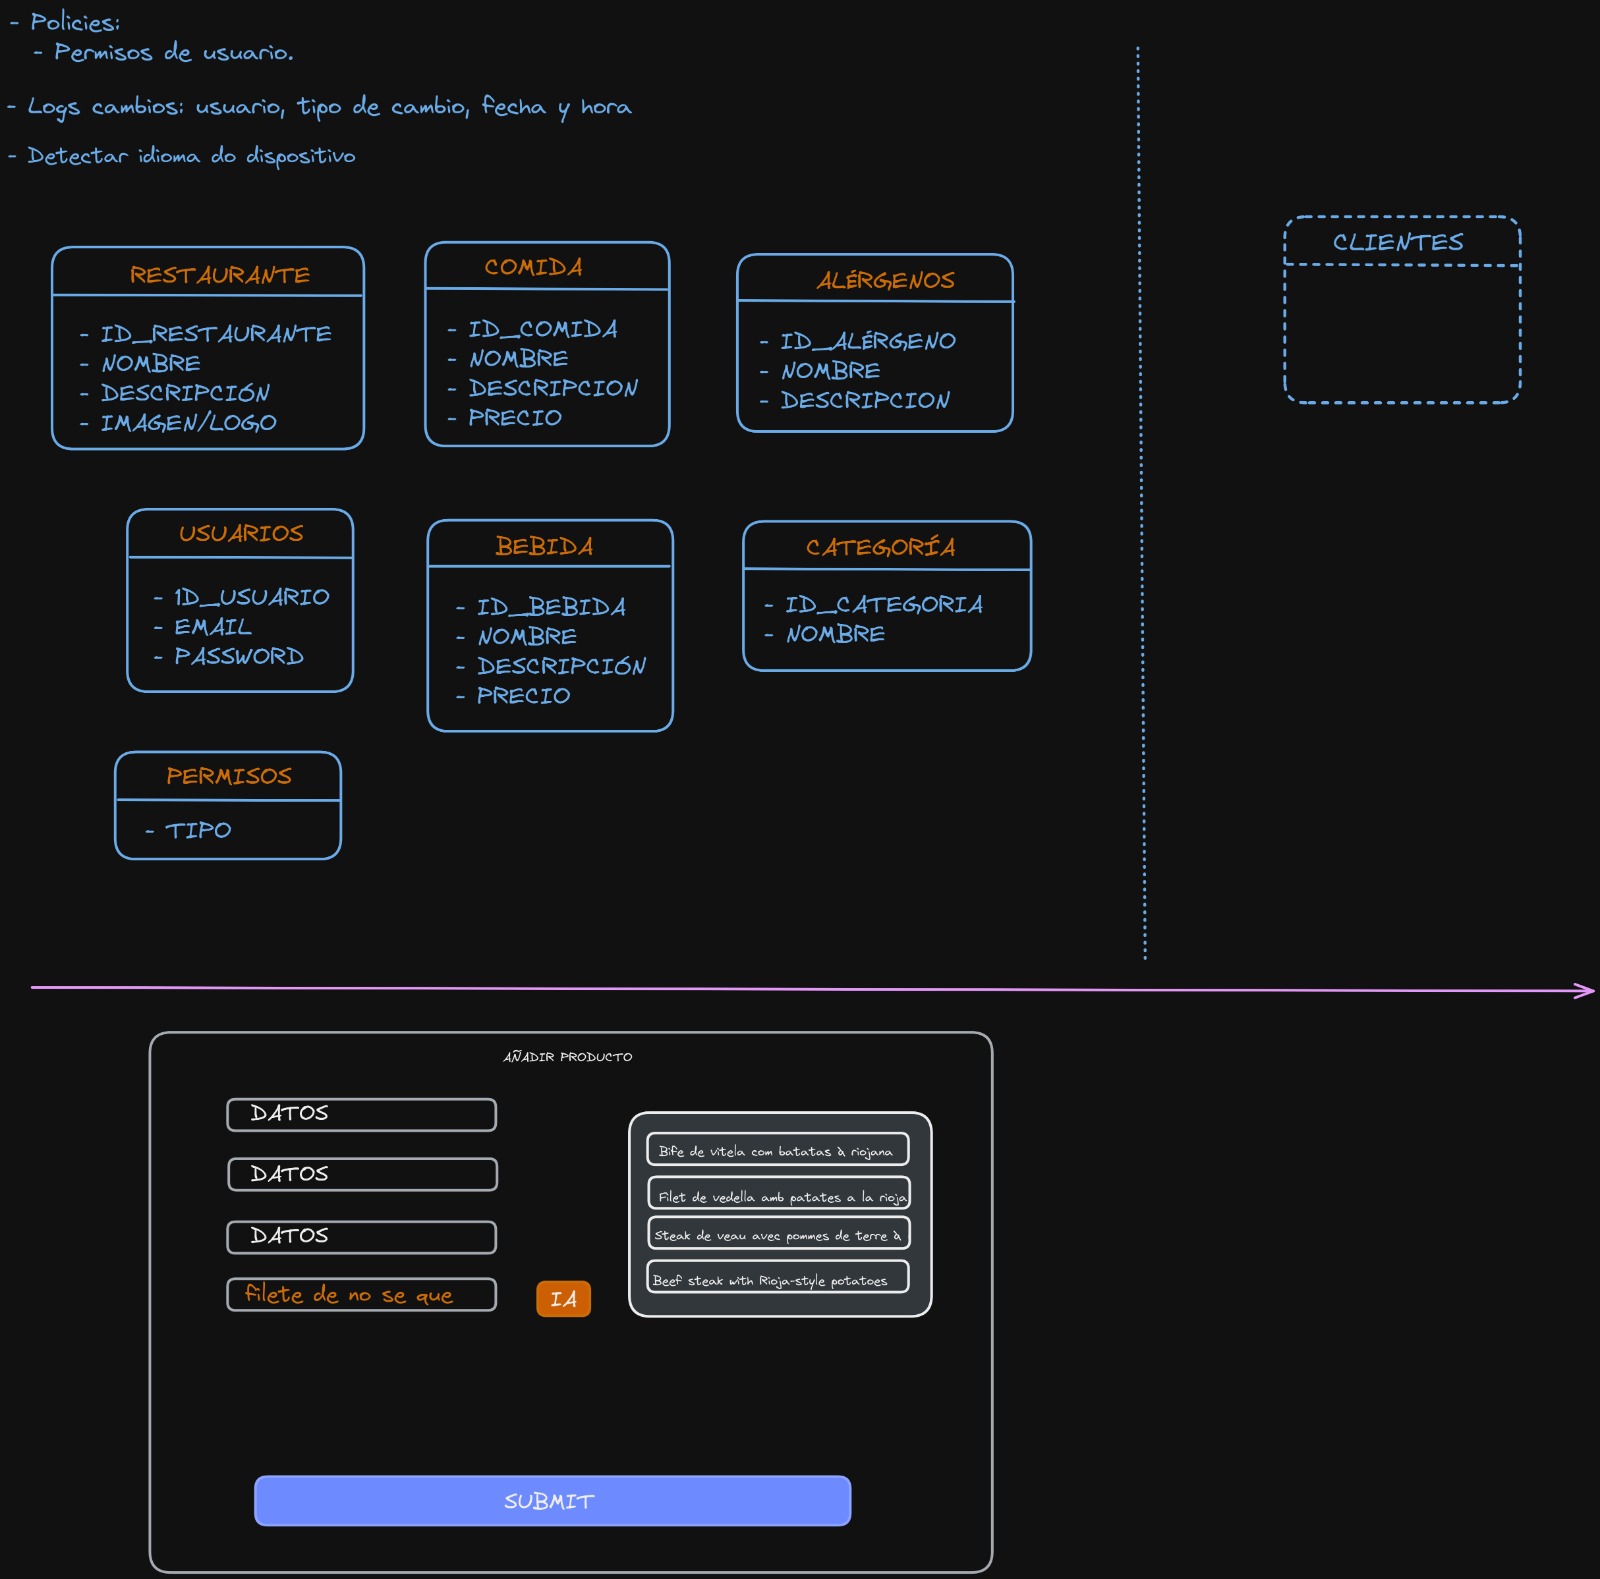 - Policies:
- Permisos de usuario.
- Logs cambios: usuario, tipo de cambio, fecha y hora
- Detectar idioma do dispositivo
CLIENTES
RESTAURANTE
- ID_RESTAURANTE
- NOMBRE
- DESCRIPCIÓN
- IMAGEN/LOGO
COMIDA
- ID_COMIDA
- NOMBRE
- DESCRIPCION
- PRECIO
ALÉRGENOS
- ID_ALÉRGENO
- NOMBRE
- DESCRIPCION
USUARIOS
- 1D_USUARIO
- EMAIL
- PASSWORD
BEBIDA
- ID_BEBIDA
- NOMBRE
- DESCRIPCIÓN
- PRECIO
CATEGORÍA
- ID_CATEGORIA
- NOMBRE
PERMISOS
- TIPO
AÑADIR PRODUCTO
DATOS
DATOS
DATOS
filete de no se que
IA
Bife de vitela com batatas à riojana
Filet de vedella amb patates a la rioja
Steak de veau avec pommes de terre à
Beef steak with Rioja-style potatoes
SUBMIT